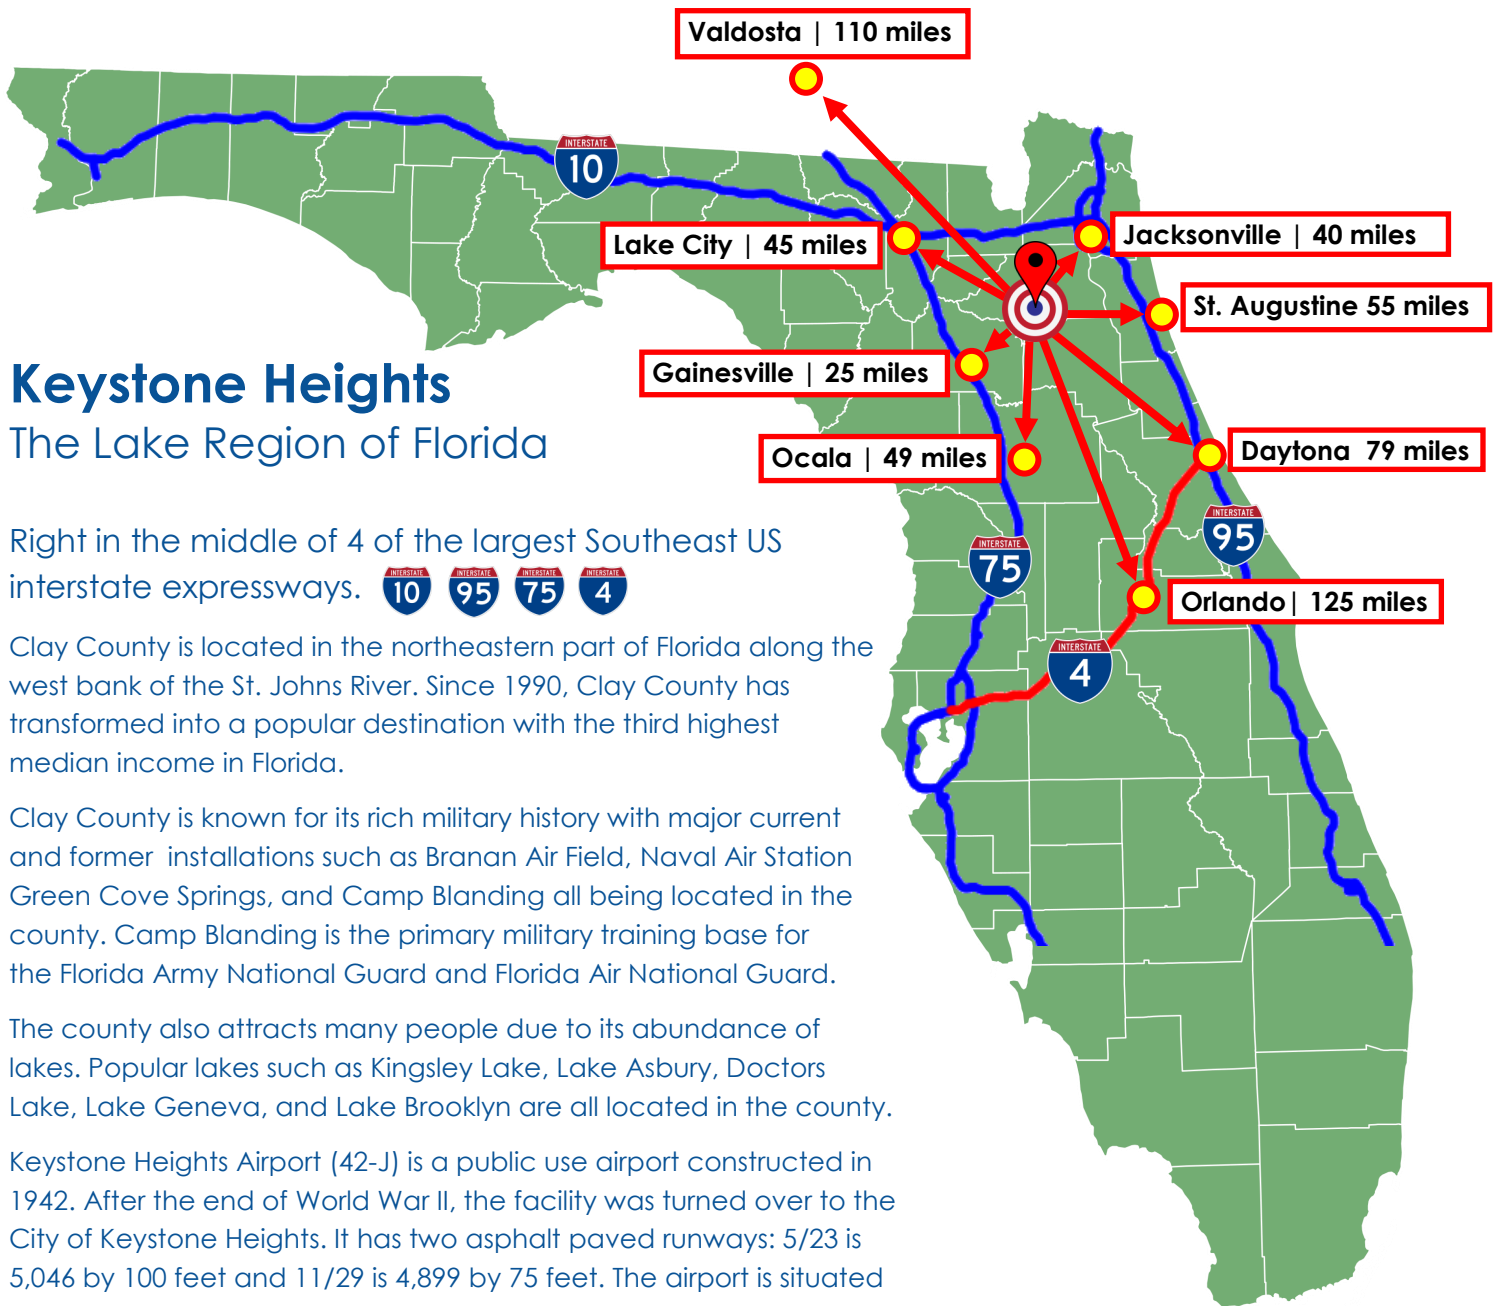 Valdosta | 110 miles
INTERSTATE
10
Lake City | 45 miles
Jacksonville | 40 miles
St. Augustine 55 miles
Gainesville | 25 miles
Ocala | 49 miles
Daytona  79 miles
INTERSTATE
95
INTERSTATE
75
Orlando| 125 miles
INTERSTATE
4
Keystone Heights
The Lake Region of Florida
Right in the middle of 4 of the largest Southeast US
interstate expressways. INTERSTATE 10 INTERSTATE 95 INTERSTATE 75 INTERSTATE 4
Clay County is located in the northeastern part of Florida along the
west bank of the St. Johns River. Since 1990, Clay County has
transformed into a popular destination with the third highest
median income in Florida.
Clay County is known for its rich military history with major current
and former  installations such as Branan Air Field, Naval Air Station
Green Cove Springs, and Camp Blanding all being located in the
county. Camp Blanding is the primary military training base for
the Florida Army National Guard and Florida Air National Guard.
The county also attracts many people due to its abundance of
lakes. Popular lakes such as Kingsley Lake, Lake Asbury, Doctors
Lake, Lake Geneva, and Lake Brooklyn are all located in the county.
Keystone Heights Airport (42-J) is a public use airport constructed in
1942. After the end of World War II, the facility was turned over to the
City of Keystone Heights. It has two asphalt paved runways: 5/23 is
5,046 by 100 feet and 11/29 is 4,899 by 75 feet. The airport is situated